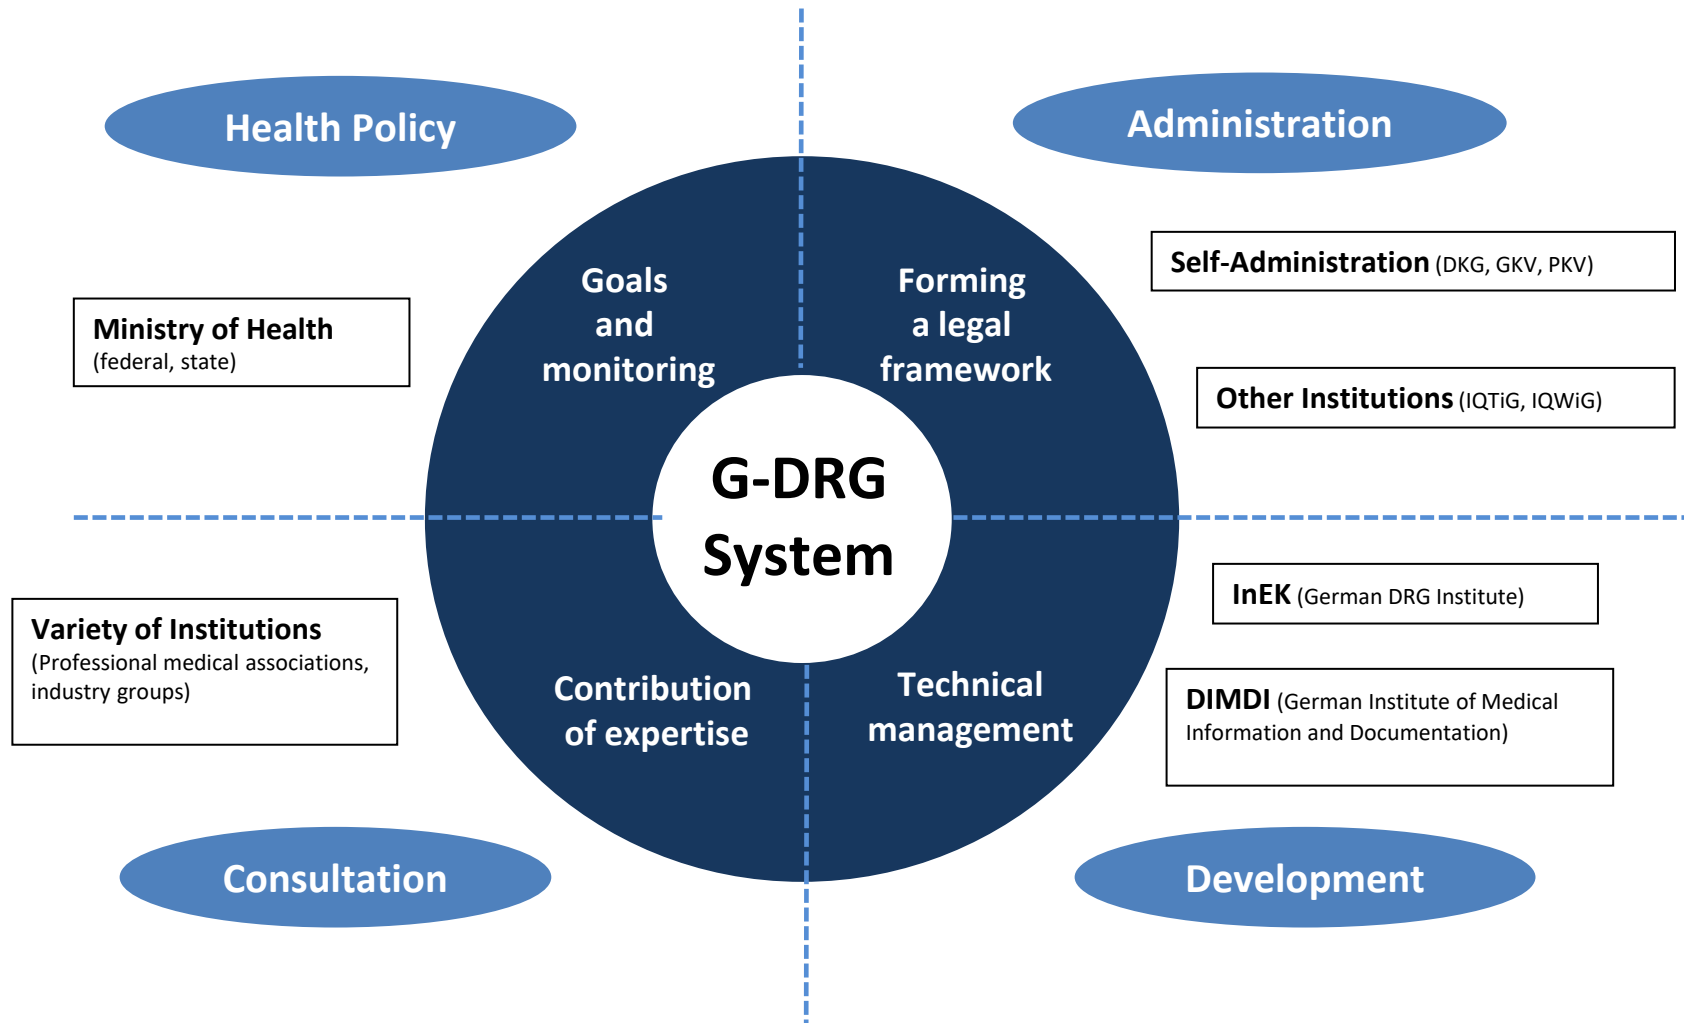 Health Policy
Administration
Ministry of Health
(federal, state)
Goals
and
monitoring
Forming
a legal
framework
Self-Administration (DKG, GKV, PKV)
Other Institutions (IQTiG, IQWiG)
G-DRG
System
Variety of Institutions
(Professional medical associations,
industry groups)
Contribution
of expertise
Technical
management
InEK (German DRG Institute)
DIMDI (German Institute of Medical
Information and Documentation)
Consultation
Development